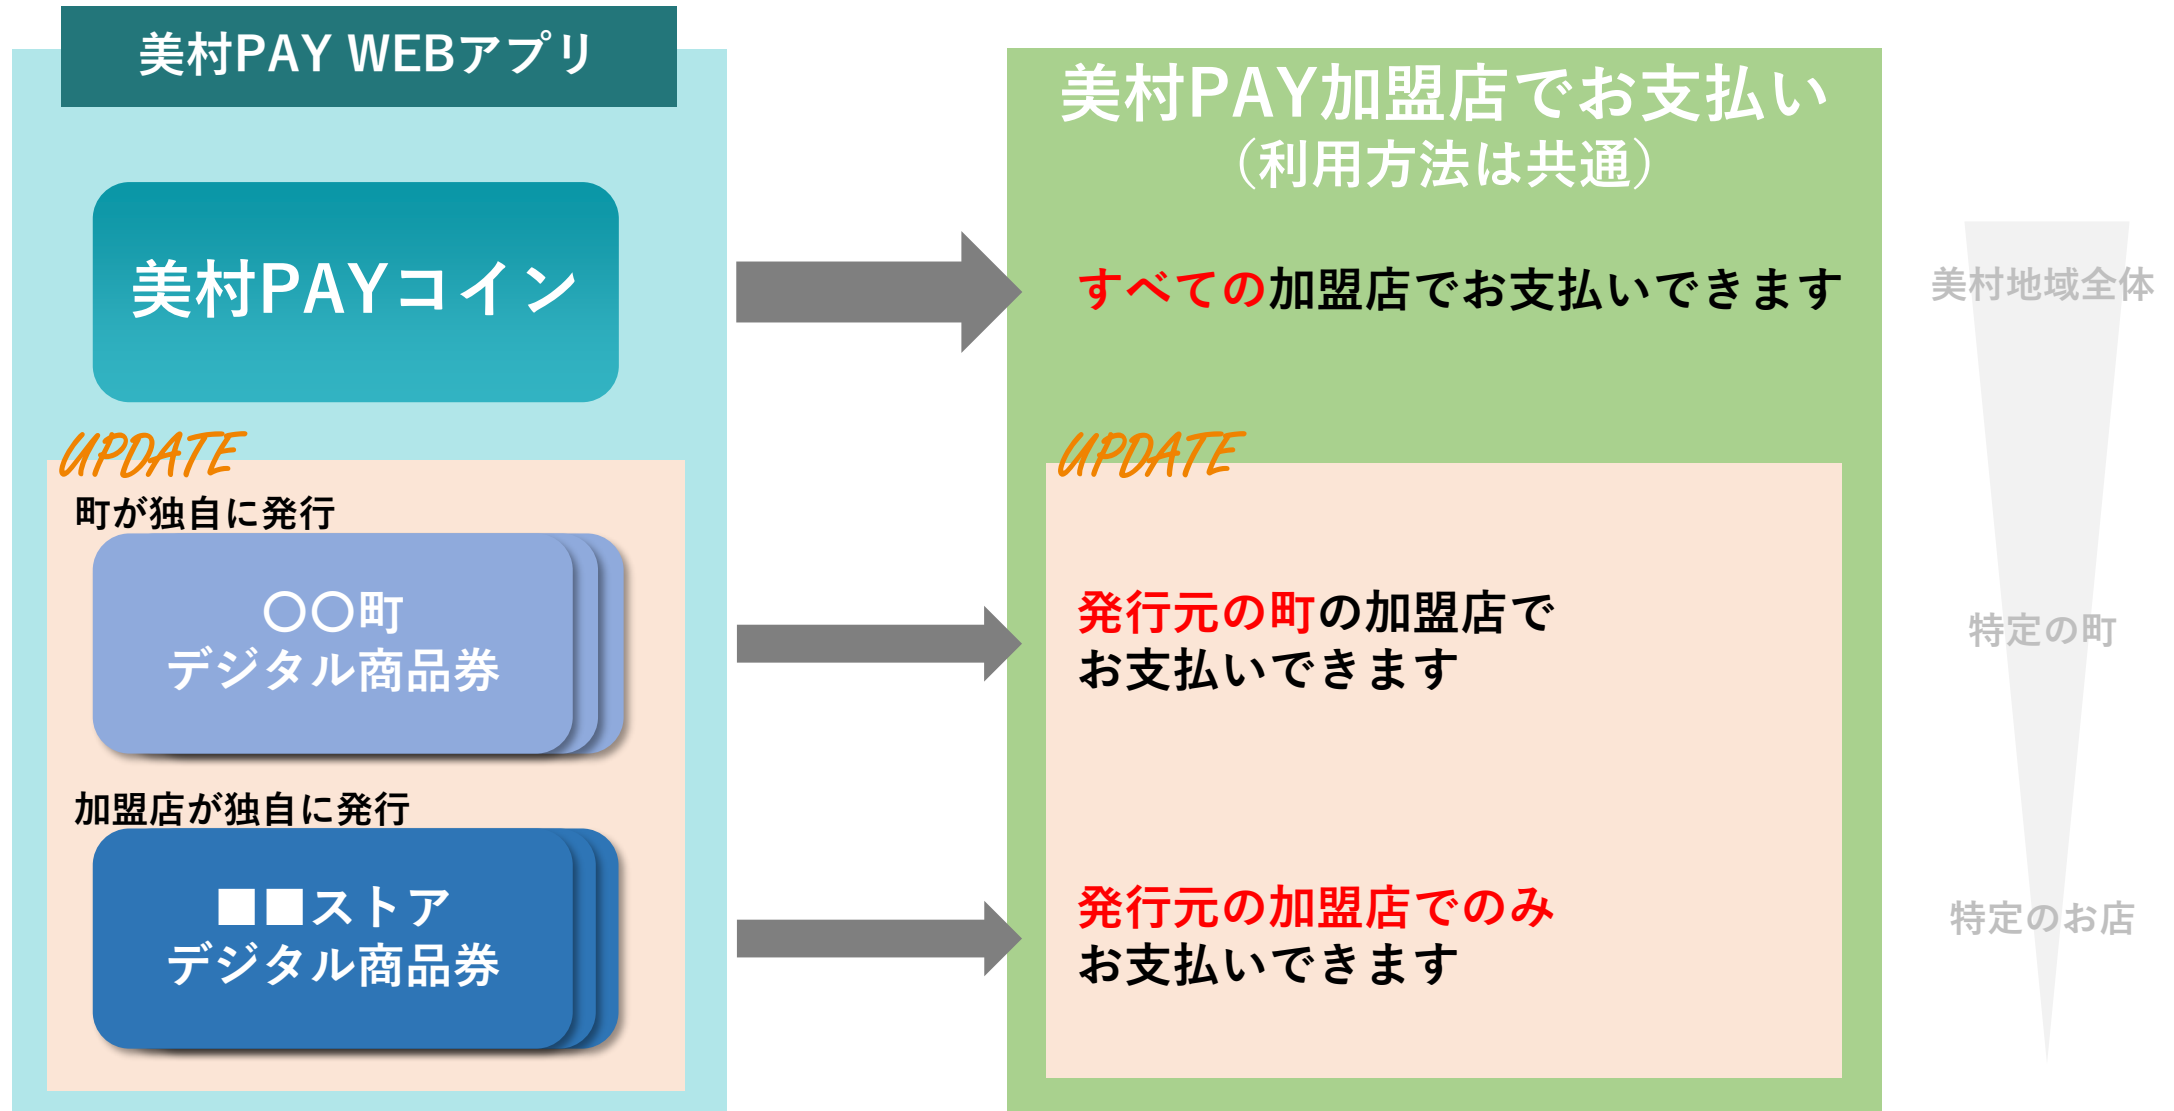 美村PAY WEBアプリ
美村PAYコイン
UPDATE
町が独自に発行
〇〇町
デジタル商品券
加盟店が独自に発行
■■ストア
デジタル商品券
美村PAY加盟店でお支払い
（利用方法は共通）
すべての加盟店でお支払いできます
UPDATE
発行元の町の加盟店で
お支払いできます
発行元の加盟店でのみ
お支払いできます
美村地域全体
特定の町
特定のお店